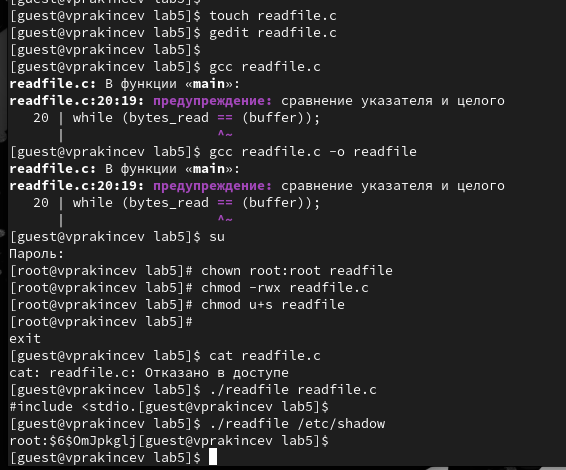 [guest@vprakincev lab5]$ touch readfile.c
[guest@vprakincev lab5]$ gedit readfile.c
[guest@vprakincev lab5]$
[guest@vprakincev lab5]$ gcc readfile.c
readfile.c: В функции «main»:
readfile.c:20:19: предупреждение: сравнение указателя и целого
20 | while (bytes_read == (buffer));
| ^~
[guest@vprakincev lab5]$ gcc readfile.c -o readfile
readfile.c: В функции «main»:
readfile.c:20:19: предупреждение: сравнение указателя и целого
20 | while (bytes_read == (buffer));
| ^~
[guest@vprakincev lab5]$ su
Пароль:
[root@vprakincev lab5]# chown root:root readfile
[root@vprakincev lab5]# chmod -rwx readfile.c
[root@vprakincev lab5]# chmod u+s readfile
[root@vprakincev lab5]#
exit
[guest@vprakincev lab5]$ cat readfile.c
cat: readfile.c: Отказано в доступе
[guest@vprakincev lab5]$ ./readfile readfile.c
#include <stdio.[guest@vprakincev lab5]$
[guest@vprakincev lab5]$ ./readfile /etc/shadow
root:$6$OmJpkglj[guest@vprakincev lab5]$
[guest@vprakincev lab5]$